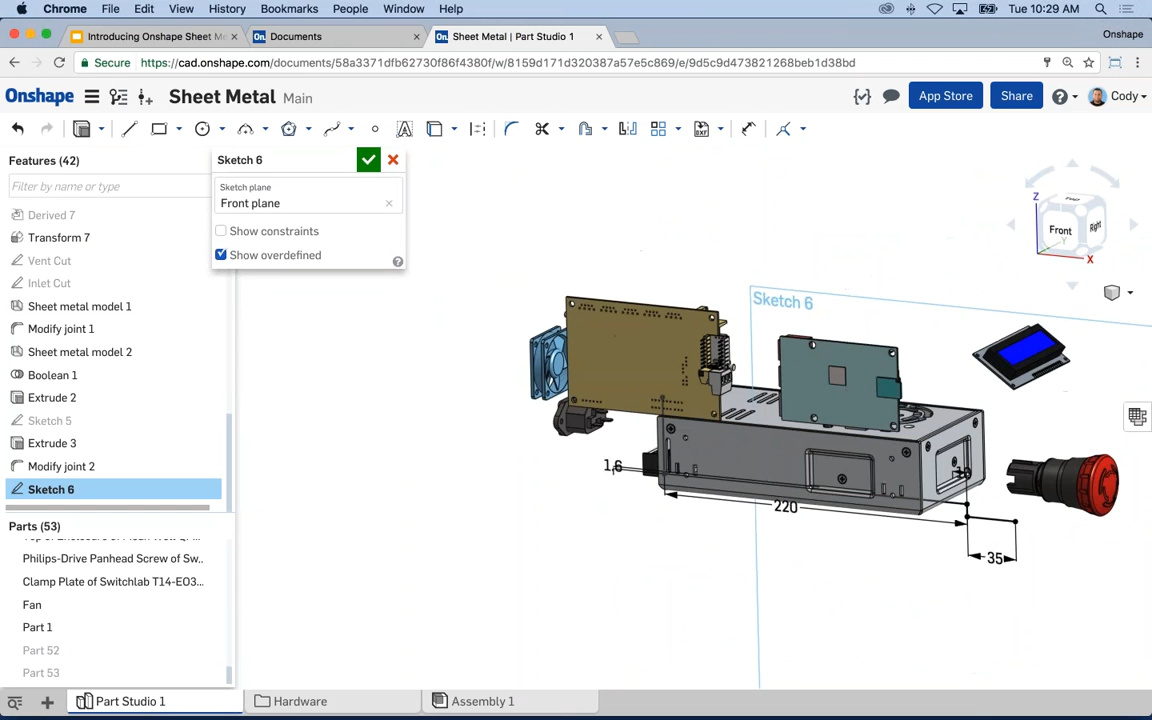 Chrome File Edit View History Bookmarks People Window Help Tue 10:29 AM
Introducing Onshape Sheet Me × Documents × Sheet Metal | Part Studio 1 × Onshape
Secure https://cad.onshape.com/documents/58a3371dfb62730f86f4380f/w/8159d171d320387a57e5c869/e/9d5c9d473821268beb1d38bd
Onshape Sheet Metal Main App Store Share Cody
Features (42)
Filter by name or type
Derived 7
Transform 7
Vent Cut
Inlet Cut
Sheet metal model 1
Modify joint 1
Sheet metal model 2
Boolean 1
Extrude 2
Sketch 5
Extrude 3
Modify joint 2
Sketch 6
Parts (53)
Philips-Drive Panhead Screw of Sw..
Clamp Plate of Switchlab T14-EO3...
Fan
Part 1
Part 52
Part 53
Sketch 6
Sketch plane
Front plane
Show constraints
Show overdefined
Sketch 6
Z
Front
Right
Y
X
1.6
10
220
35
Part Studio 1 Hardware Assembly 1